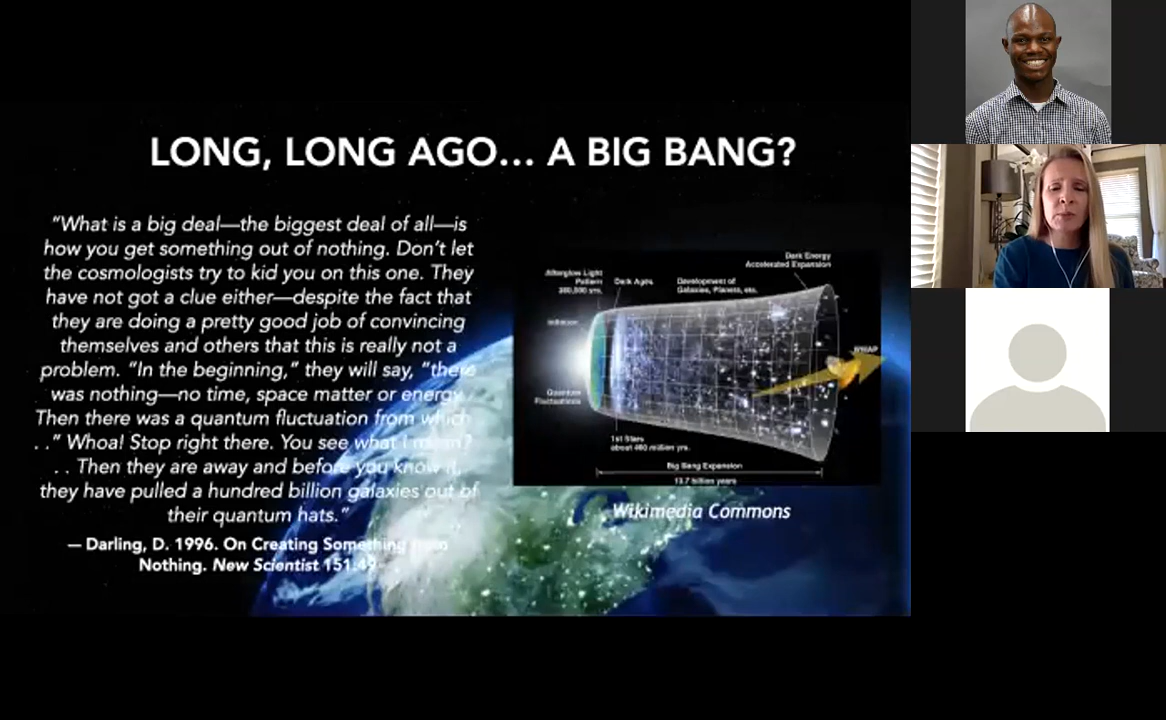 LONG, LONG AGO... A BIG BANG?
"What is a big deal—the biggest deal of all—is
how you get something out of nothing. Don't let
the cosmologists try to kid you on this one. They
have not got a clue either—despite the fact that
they are doing a pretty good job of convincing
themselves and others that this is really not a
problem. "In the beginning," they will say, "there
was nothing—no time, space matter or energy.
Then there was a quantum fluctuation from which
. ." Whoa! Stop right there. You see what I mean?
. . Then they are away and before you know it,
they have pulled a hundred billion galaxies out of
their quantum hats."
— Darling, D. 1996. On Creating Something from
Nothing. New Scientist 151:49
Dark Energy
Accelerated Expansion
Afterglow Light
Pattern
380,000 yrs.
Dark Ages
Development of
Galaxies, Planets, etc.
Inflation
WMAP
Quantum
Fluctuations
1st Stars
about 400 million yrs.
Big Bang Expansion
13.7 billion years
Wikimedia Commons